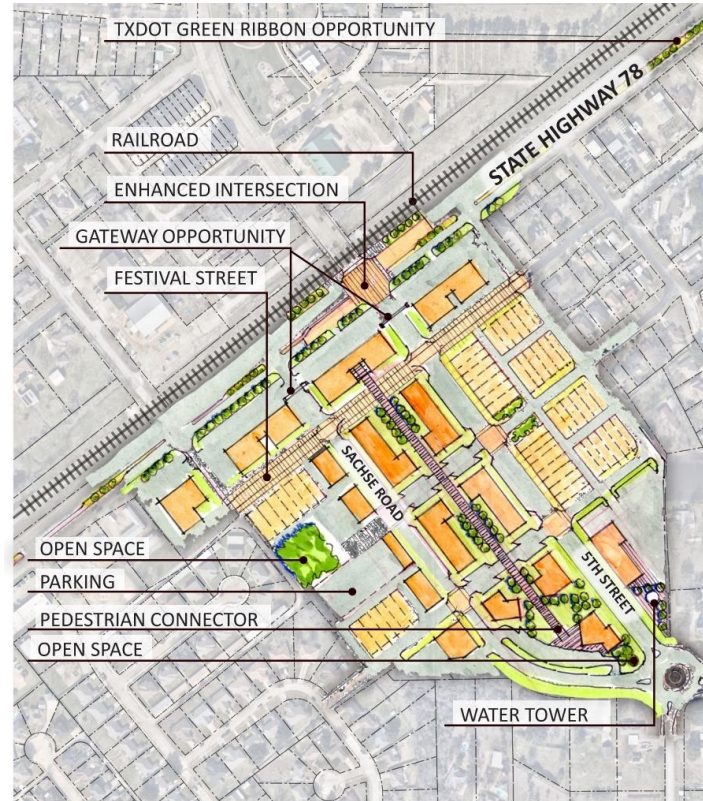 TXDOT GREEN RIBBON OPPORTUNITY
STATE HIGHWAY 78
RAILROAD
ENHANCED INTERSECTION
GATEWAY OPPORTUNITY
FESTIVAL STREET
SACHSE ROAD
5TH STREET
OPEN SPACE
PARKING
PEDESTRIAN CONNECTOR
OPEN SPACE
WATER TOWER